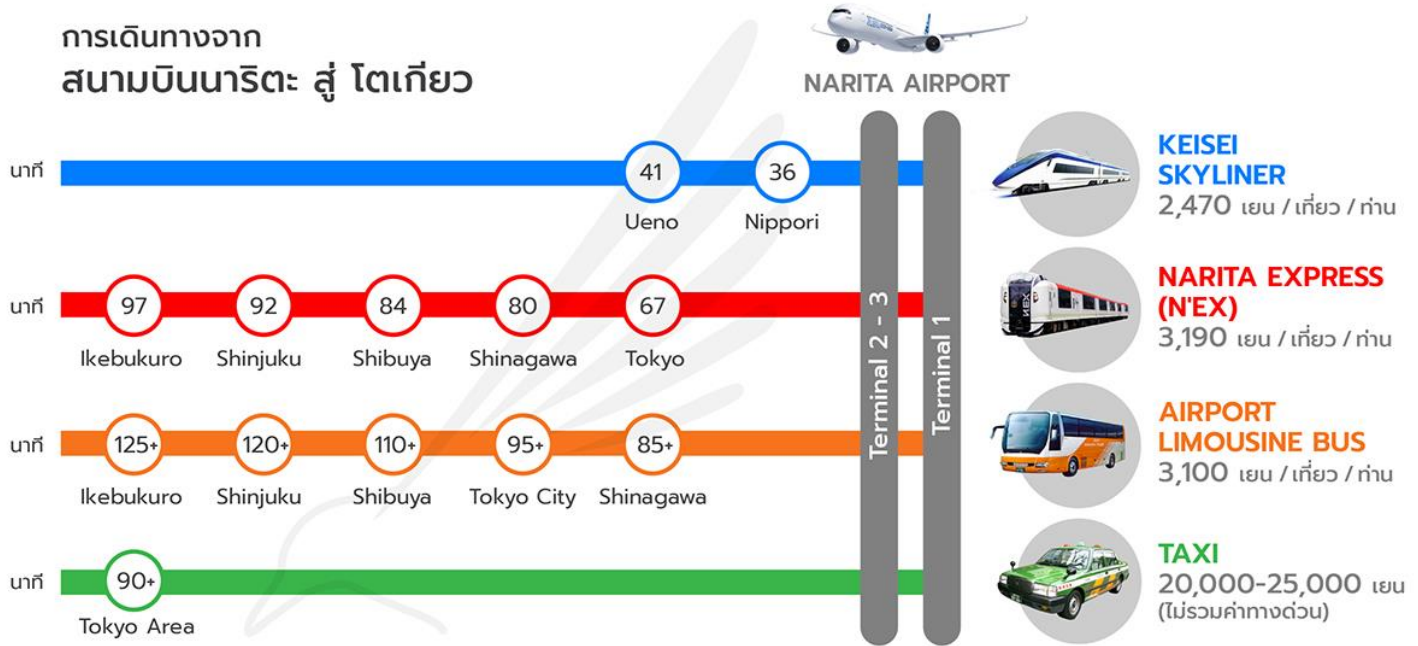 การเดินทางจาก
สนามบินนาริตะ สู่ โตเกียว
NARITA AIRPORT
Terminal 2 - 3
Terminal 1
นาที
41
36
Ueno
Nippori
KEISEI
SKYLINER
2,470 เยน / เที่ยว / ท่าน
นาที
97
92
84
80
67
Ikebukuro
Shinjuku
Shibuya
Shinagawa
Tokyo
NEX
NARITA EXPRESS
(N'EX)
3,190 เยน / เที่ยว / ท่าน
นาที
125+
120+
110+
95+
85+
Ikebukuro
Shinjuku
Shibuya
Tokyo City
Shinagawa
AIRPORT
LIMOUSINE BUS
3,100 เยน / เที่ยว / ท่าน
นาที
90+
Tokyo Area
TAXI
20,000-25,000 เยน
(ไม่รวมค่าทางด่วน)